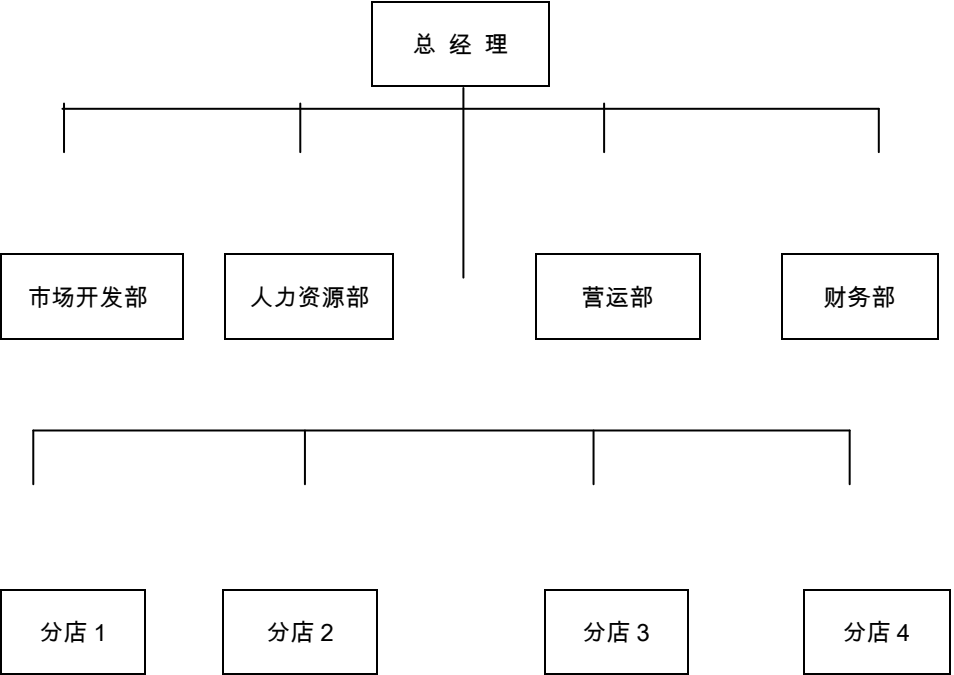 总 经 理
市场开发部
人力资源部
营运部
财务部
分店 1
分店 2
分店 3
分店 4